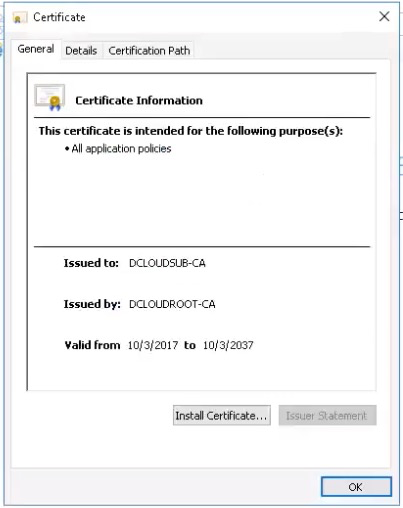 Certificate
General Details Certification Path
Certificate Information
This certificate is intended for the following purpose(s):
• All application policies
Issued to: DCLOUDSUB-CA
Issued by: DCLOUDROOT-CA
Valid from 10/3/2017 to 10/3/2037
Install Certificate... Issuer Statement
OK